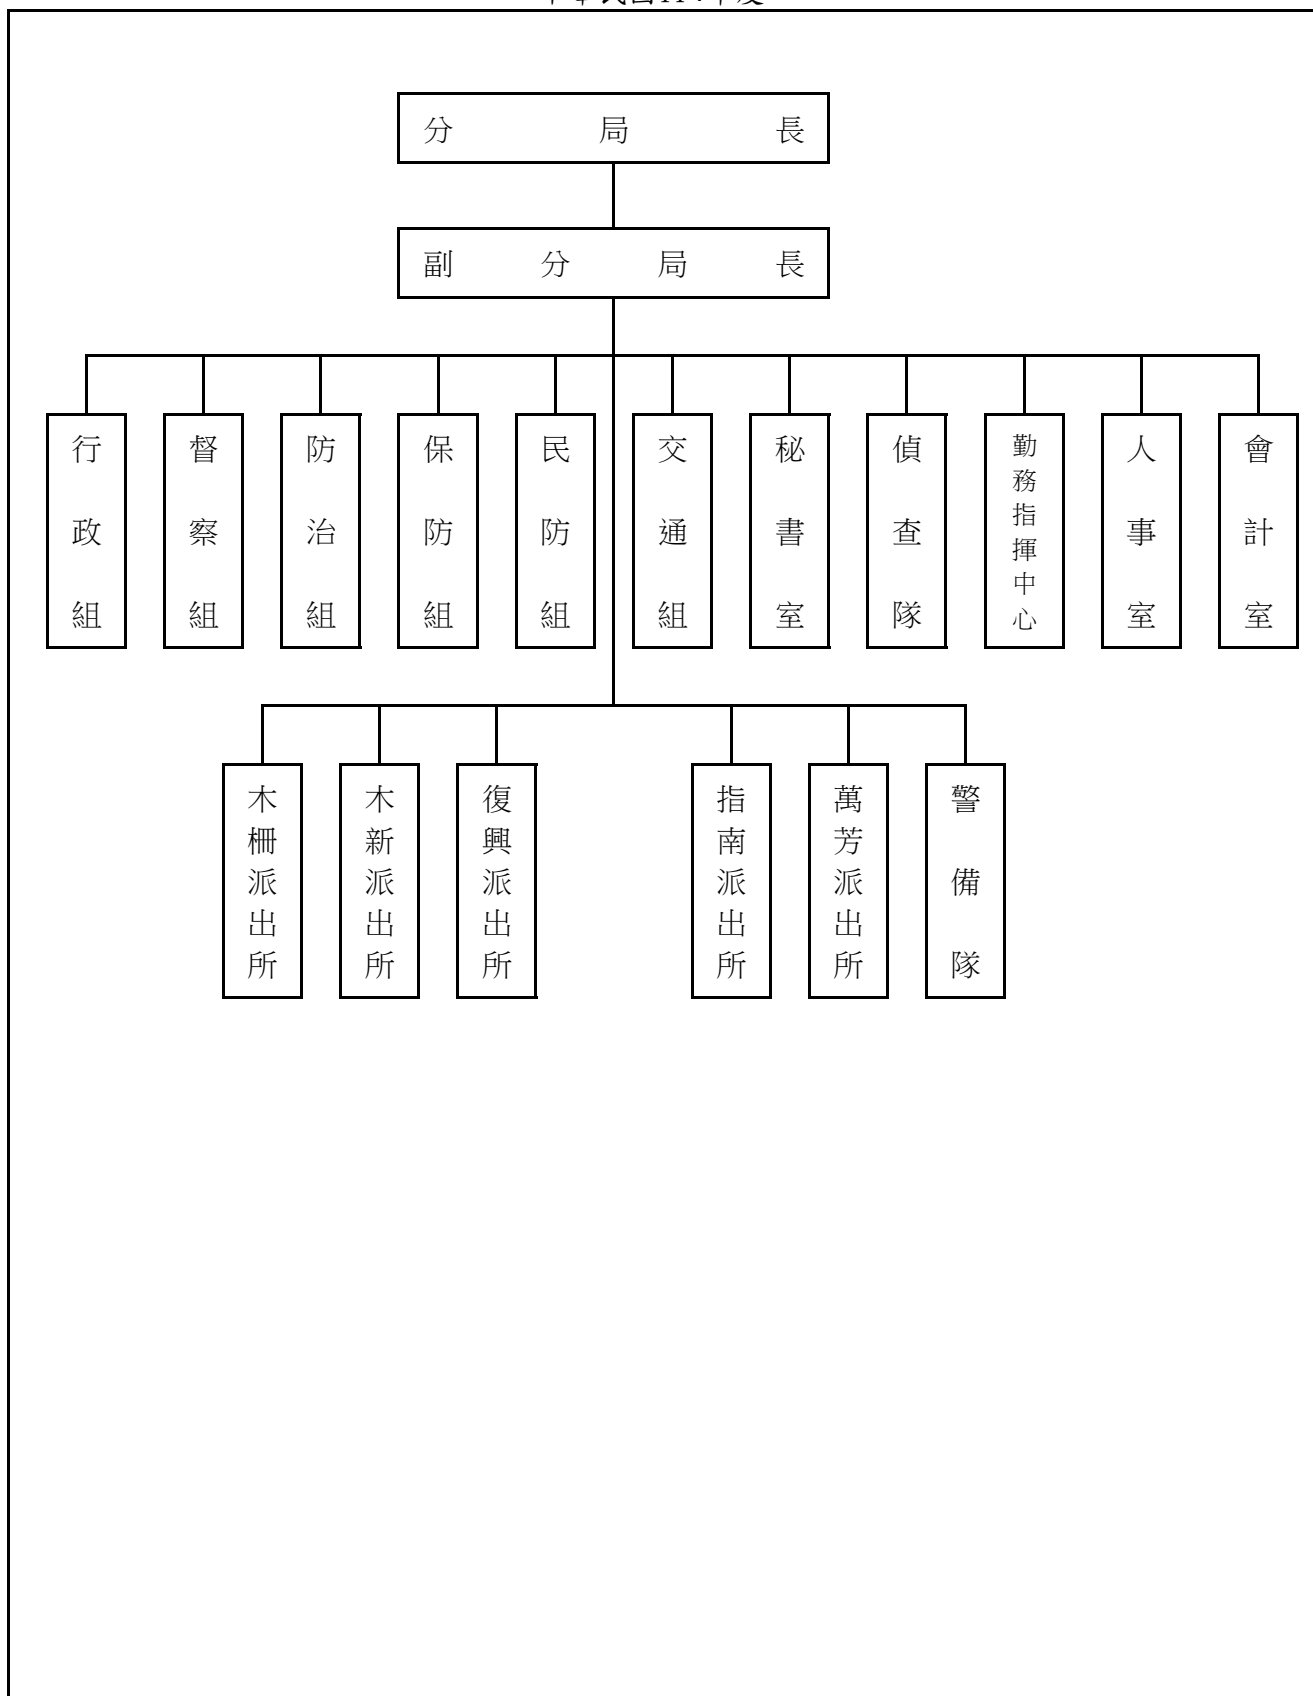 分局長
副分局長
行政組
督察組
防治組
保防組
民防組
交通組
秘書室
偵查隊
勤務指揮中心
人事室
會計室
木柵派出所
木新派出所
復興派出所
指南派出所
萬芳派出所
警備隊